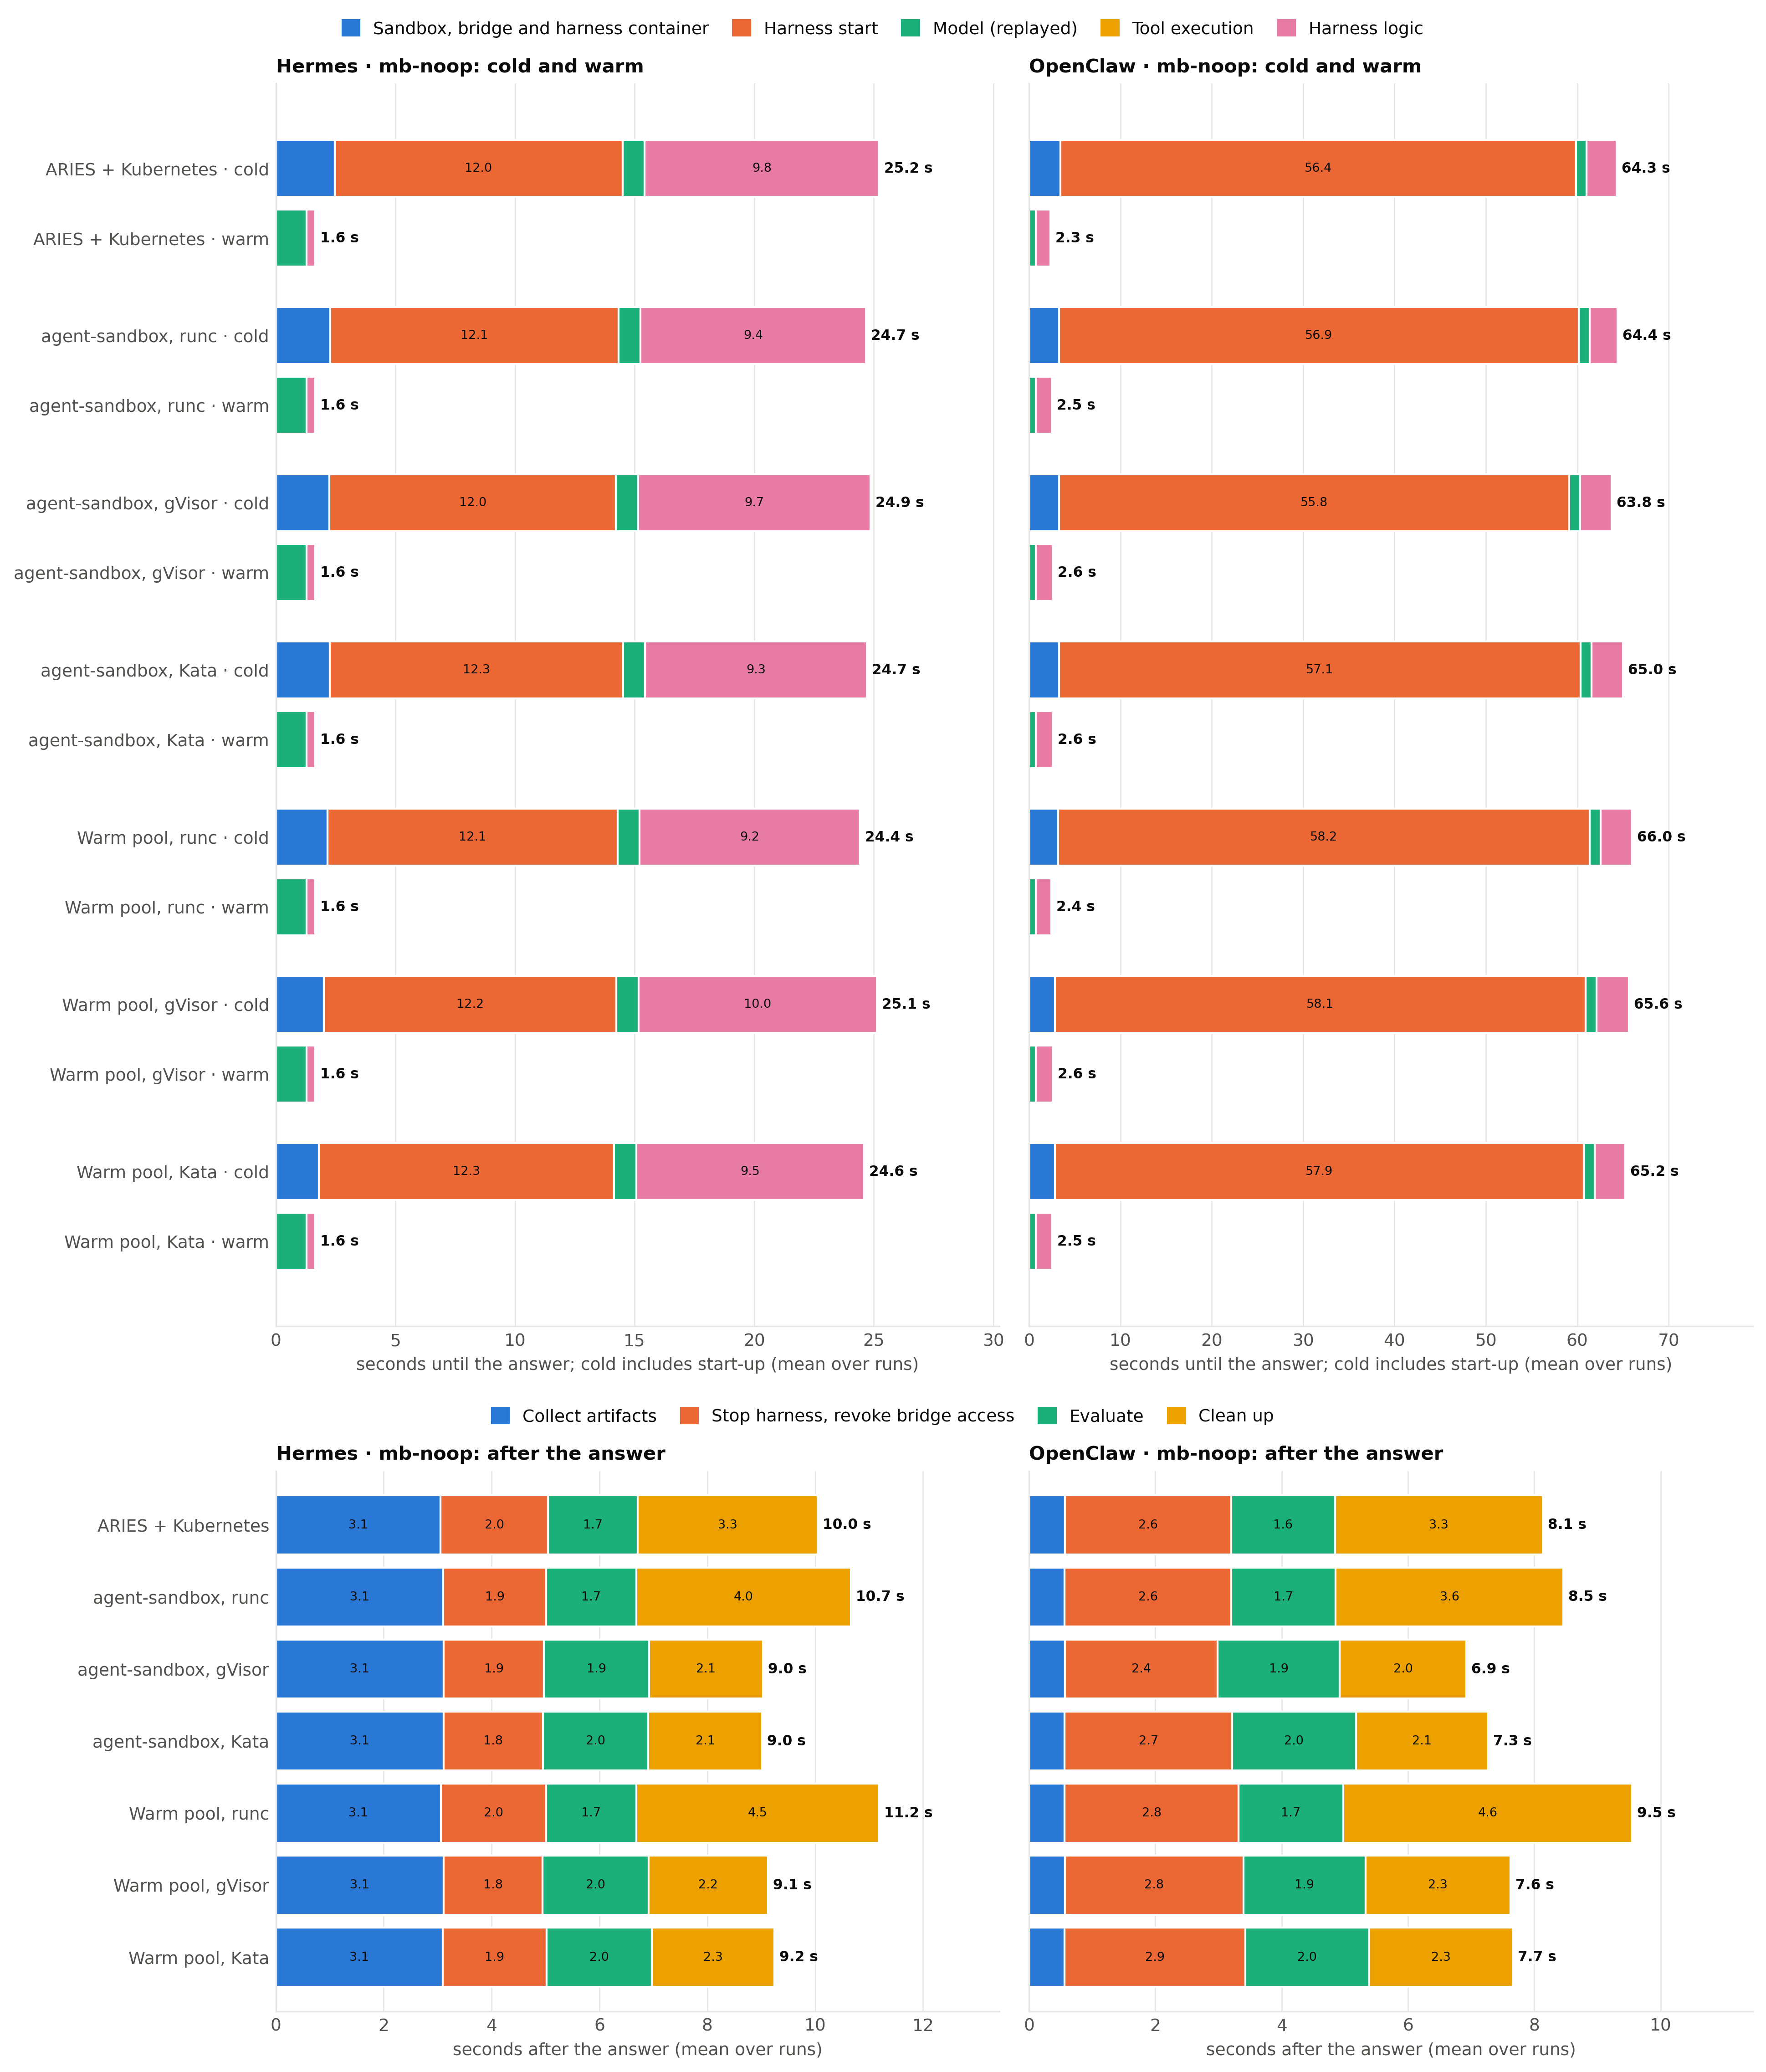 Sandbox, bridge and harness container Harness start Model (replayed) Tool execution Harness logic
Hermes · mb-noop: cold and warm
ARIES + Kubernetes · cold 12.0 9.8 25.2 s
ARIES + Kubernetes · warm 1.6 s
agent-sandbox, runc · cold 12.1 9.4 24.7 s
agent-sandbox, runc · warm 1.6 s
agent-sandbox, gVisor · cold 12.0 9.7 24.9 s
agent-sandbox, gVisor · warm 1.6 s
agent-sandbox, Kata · cold 12.3 9.3 24.7 s
agent-sandbox, Kata · warm 1.6 s
Warm pool, runc · cold 12.1 9.2 24.4 s
Warm pool, runc · warm 1.6 s
Warm pool, gVisor · cold 12.2 10.0 25.1 s
Warm pool, gVisor · warm 1.6 s
Warm pool, Kata · cold 12.3 9.5 24.6 s
Warm pool, Kata · warm 1.6 s
0 5 10 15 20 25 30
seconds until the answer; cold includes start-up (mean over runs)
OpenClaw · mb-noop: cold and warm
56.4 64.3 s
2.3 s
56.9 64.4 s
2.5 s
55.8 63.8 s
2.6 s
57.1 65.0 s
2.6 s
58.2 66.0 s
2.4 s
58.1 65.6 s
2.6 s
57.9 65.2 s
2.5 s
0 10 20 30 40 50 60 70
seconds until the answer; cold includes start-up (mean over runs)
Collect artifacts Stop harness, revoke bridge access Evaluate Clean up
Hermes · mb-noop: after the answer
ARIES + Kubernetes 3.1 2.0 1.7 3.3 10.0 s
agent-sandbox, runc 3.1 1.9 1.7 4.0 10.7 s
agent-sandbox, gVisor 3.1 1.9 1.9 2.1 9.0 s
agent-sandbox, Kata 3.1 1.8 2.0 2.1 9.0 s
Warm pool, runc 3.1 2.0 1.7 4.5 11.2 s
Warm pool, gVisor 3.1 1.8 2.0 2.2 9.1 s
Warm pool, Kata 3.1 1.9 2.0 2.3 9.2 s
0 2 4 6 8 10 12
seconds after the answer (mean over runs)
OpenClaw · mb-noop: after the answer
2.6 1.6 3.3 8.1 s
2.6 1.7 3.6 8.5 s
2.4 1.9 2.0 6.9 s
2.7 2.0 2.1 7.3 s
2.8 1.7 4.6 9.5 s
2.8 1.9 2.3 7.6 s
2.9 2.0 2.3 7.7 s
0 2 4 6 8 10
seconds after the answer (mean over runs)